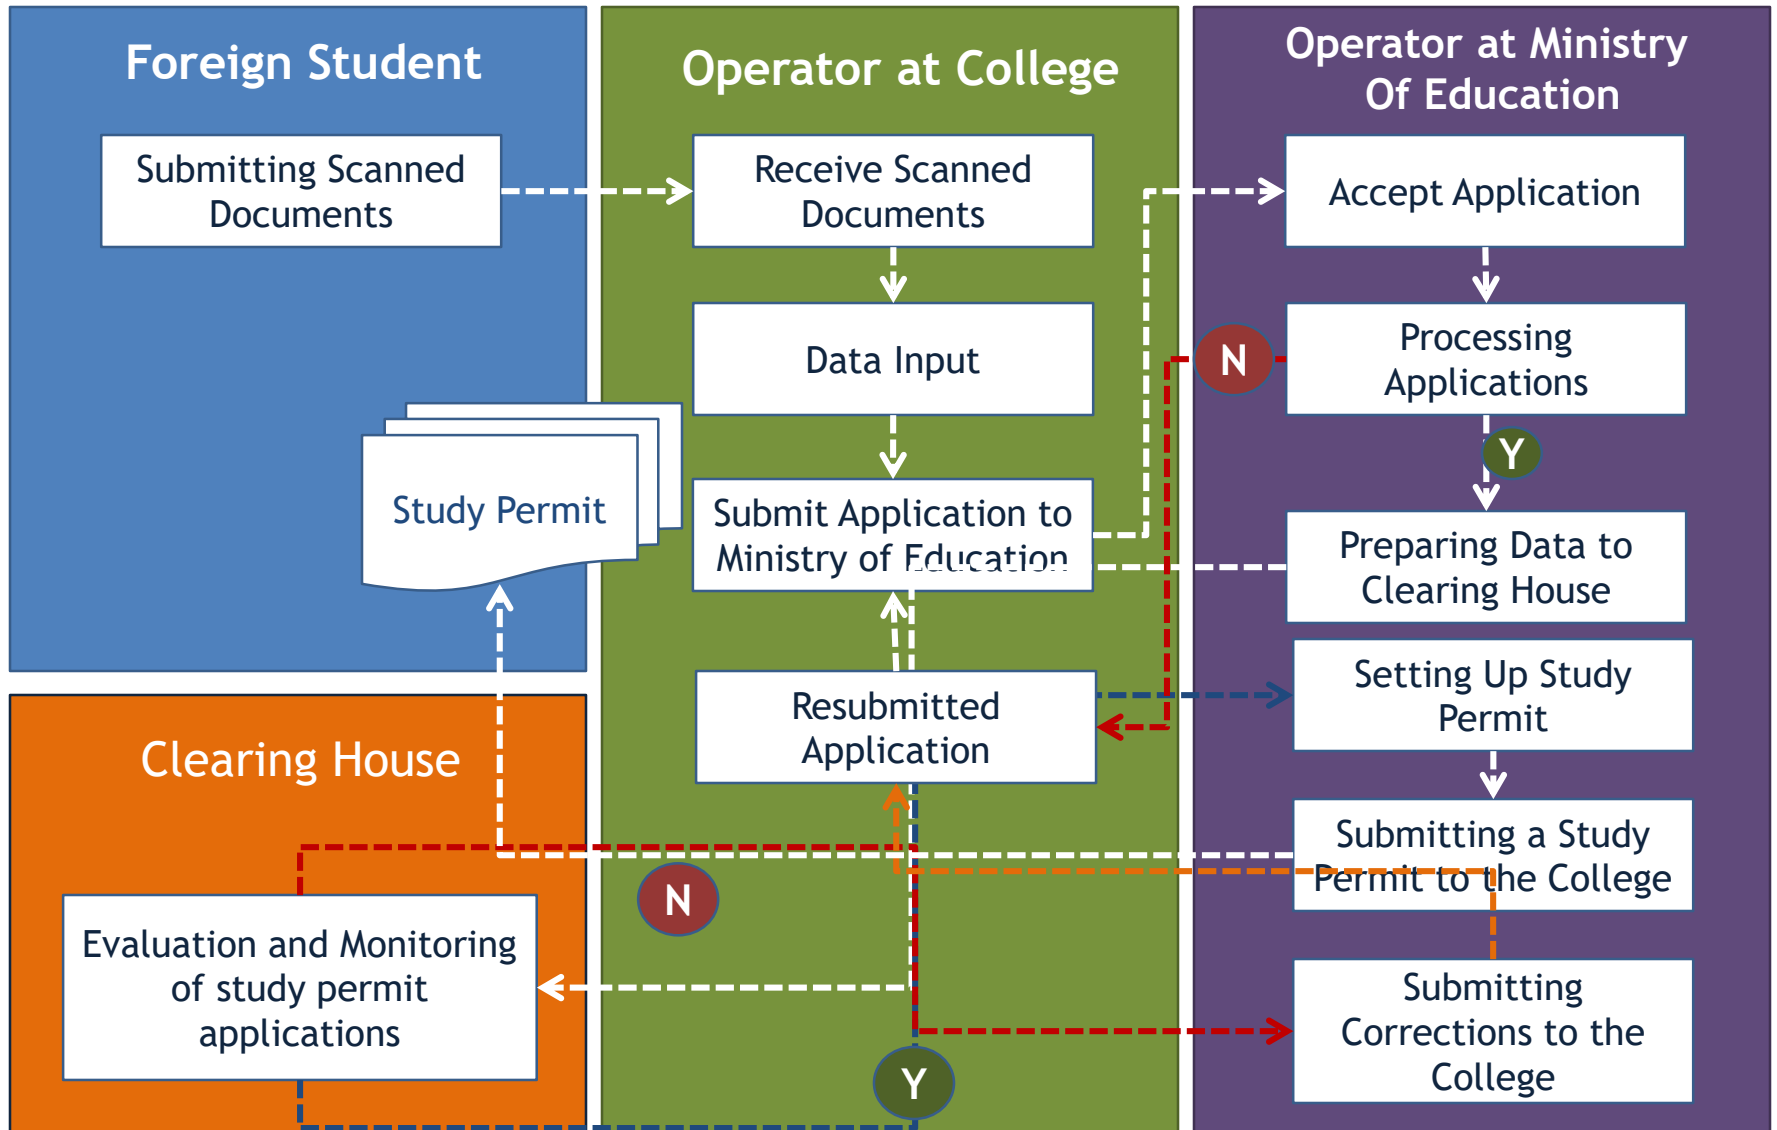 Foreign Student
Submitting Scanned
Documents
Study Permit
Clearing House
Evaluation and Monitoring
of study permit
applications
Operator at College
Receive Scanned
Documents
Data Input
Submit Application to
Ministry of Education
Resubmitted
Application
N
Y
Operator at Ministry
Of Education
Accept Application
Processing
Applications
N
Y
Preparing Data to
Clearing House
Setting Up Study
Permit
Submitting a Study
Permit to the College
Submitting
Corrections to the
College